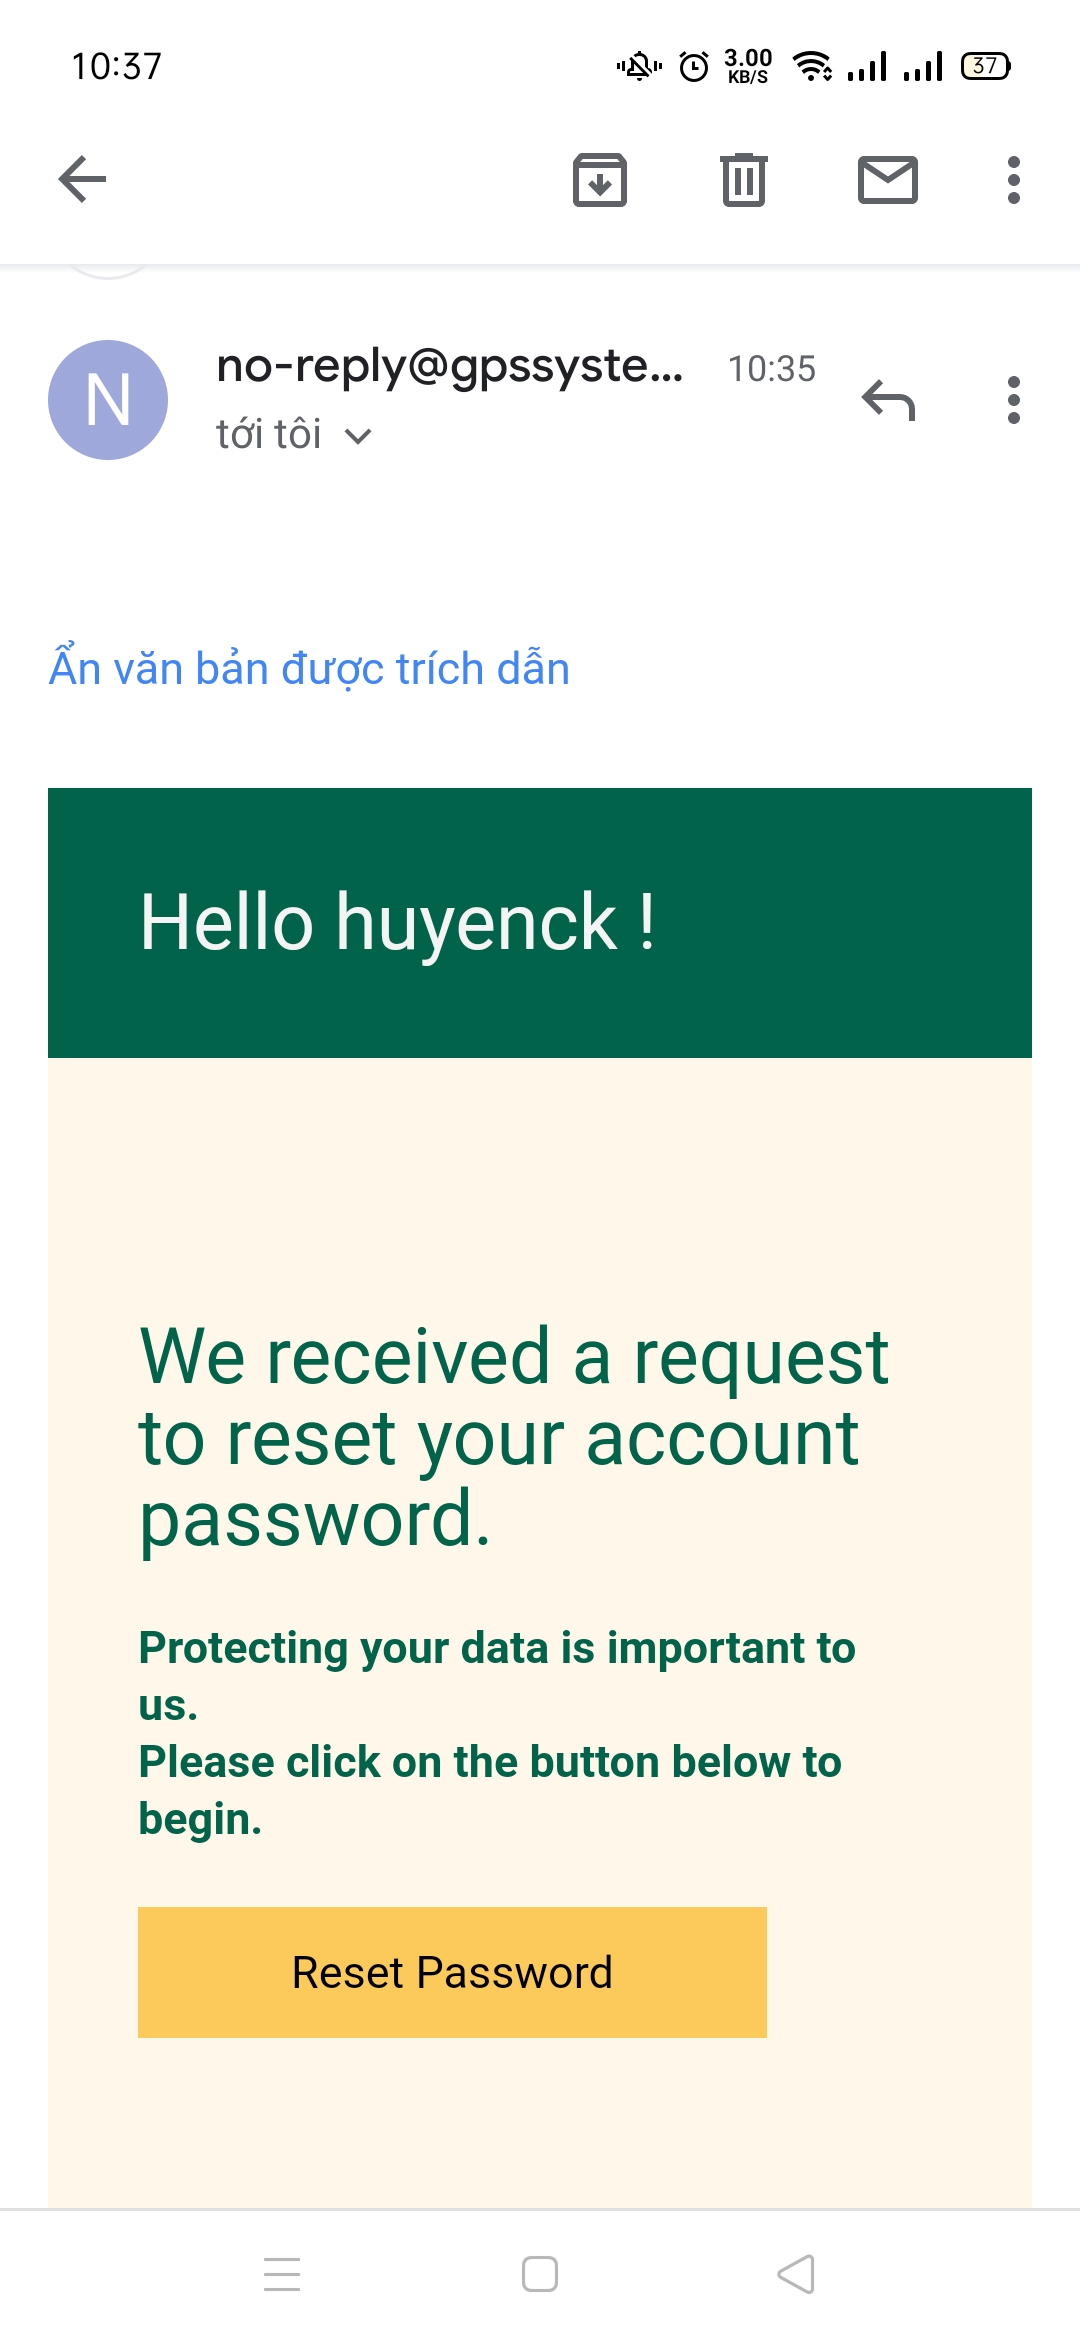 10:37
3.00
KB/S
37
no-reply@gpssyste...
10:35
N
tới tôi
Ẩn văn bản được trích dẫn
Hello huyenck !
We received a request
to reset your account
password.
Protecting your data is important to
us.
Please click on the button below to
begin.
Reset Password